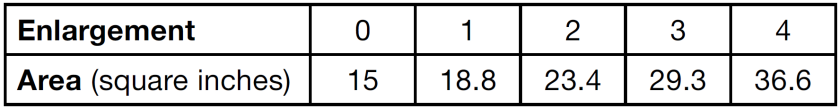 Enlargement 0 1 2 3 4
Area (square inches) 15 18.8 23.4 29.3 36.6